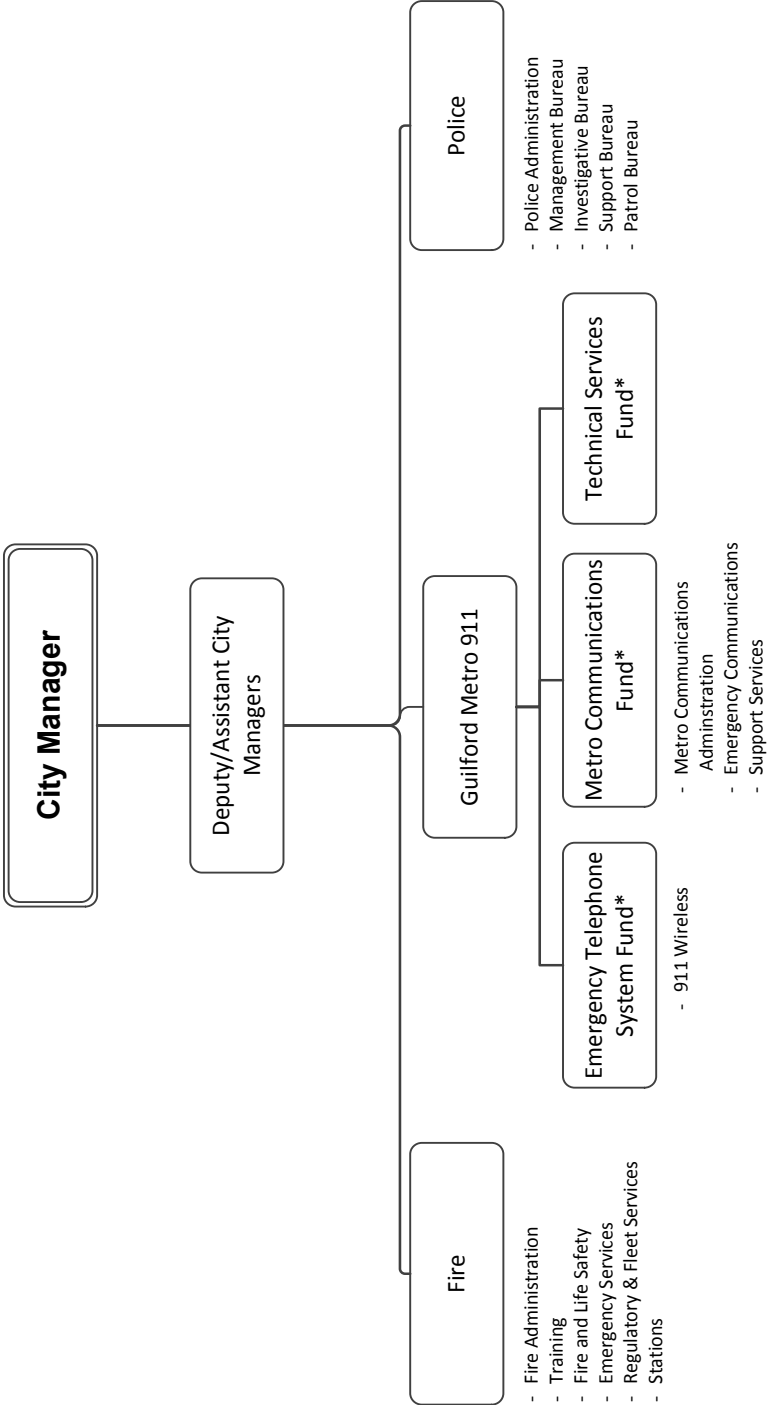 City Manager
Deputy/Assistant City
Managers
Fire
- Fire Administration
- Training
- Fire and Life Safety
- Emergency Services
- Regulatory & Fleet Services
- Stations
Guilford Metro 911
Emergency Telephone
System Fund*
- 911 Wireless
Metro Communications
Fund*
- Metro Communications
Adminstration
- Emergency Communications
- Support Services
Technical Services
Fund*
Police
- Police Administration
- Management Bureau
- Investigative Bureau
- Support Bureau
- Patrol Bureau